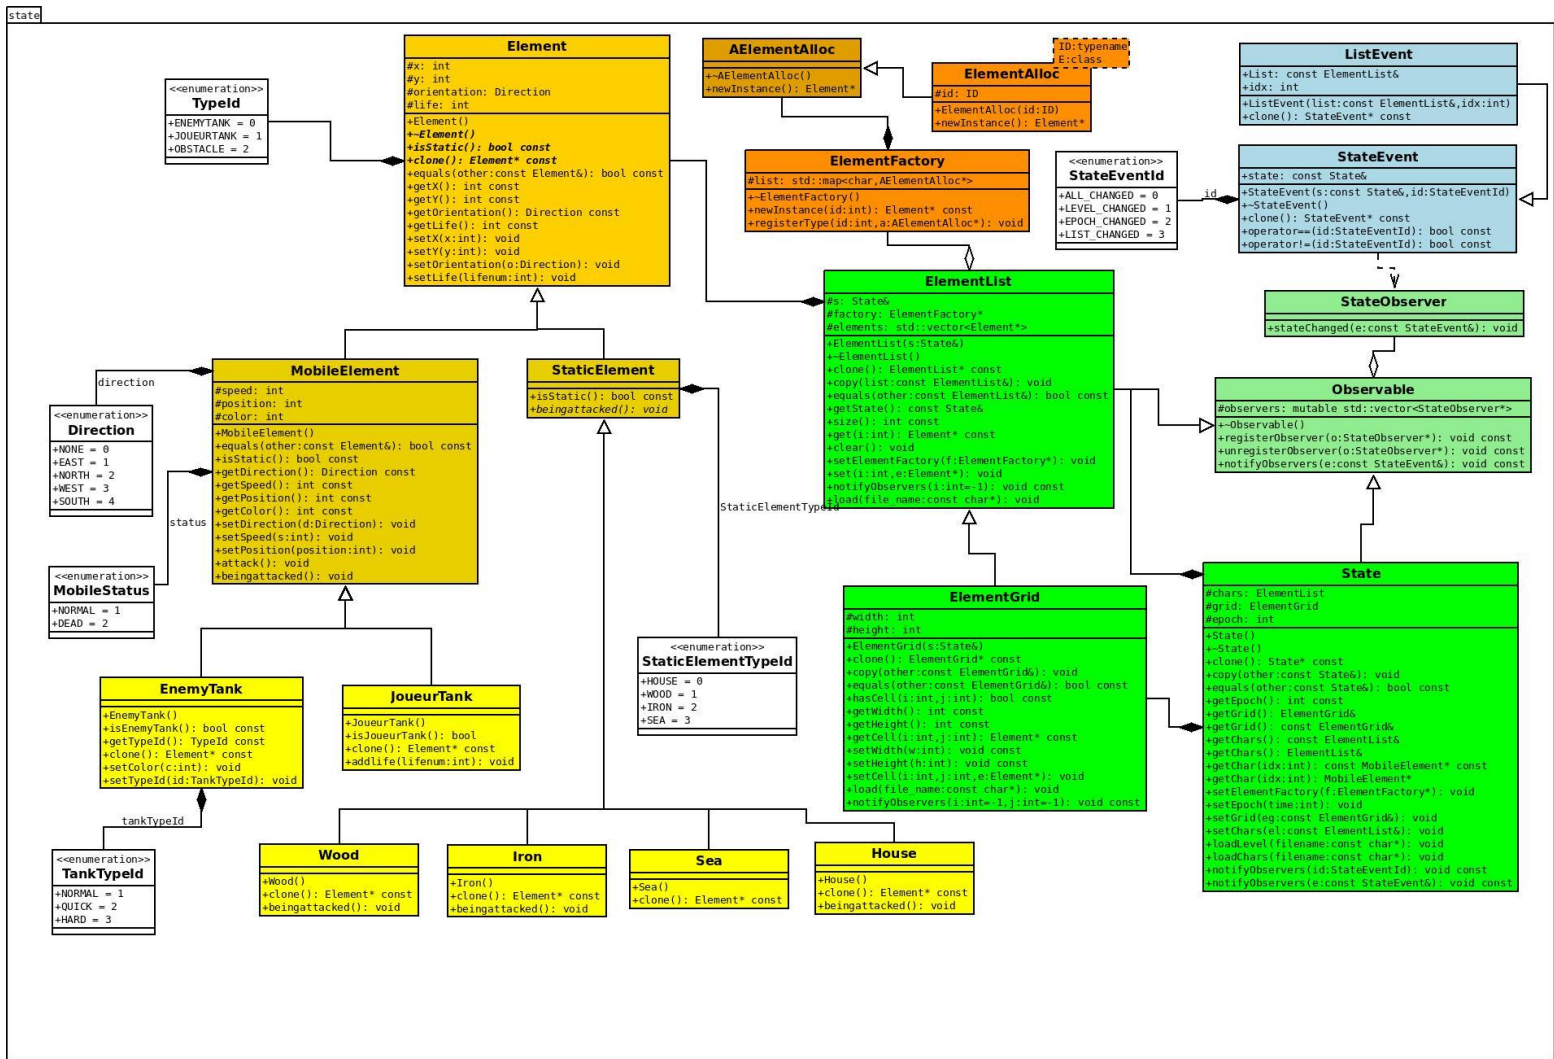 state
Element
#x: int
#y: int
#orientation: Direction
#life: int
+Element()
+~Element()
+isStatic(): bool const
+clone(): Element* const
+equals(other:const Element&): bool const
+getX(): int const
+getY(): int const
+getOrientation(): Direction const
+getLife(): int const
+setX(x:int): void
+setY(y:int): void
+setOrientation(o:Direction): void
+setLife(lifenum:int): void
<<enumeration>>
TypeId
+ENEMYTANK = 0
+JOUEURTANK = 1
+OBSTACLE = 2
AElementAlloc
+~AElementAlloc()
+newInstance(): Element*
ID:typename
E:class
ElementAlloc
#id: ID
+ElementAlloc(id:ID)
+newInstance(): Element*
ElementFactory
#list: std::map<char,AElementAlloc*>
+~ElementFactory()
+newInstance(id:int): Element* const
+registerType(id:int,a:AElementAlloc*): void
ListEvent
+List: const ElementList&
+idx: int
+ListEvent(list:const ElementList&,idx:int)
+clone(): StateEvent* const
<<enumeration>>
StateEventId
+ALL_CHANGED = 0
+LEVEL_CHANGED = 1
+EPOCH_CHANGED = 2
+LIST_CHANGED = 3
id
StateEvent
+state: const State&
+StateEvent(s:const State&,id:StateEventId)
+~StateEvent()
+clone(): StateEvent* const
+operator==(id:StateEventId): bool const
+operator!=(id:StateEventId): bool const
StateObserver
+stateChanged(e:const StateEvent&): void
Observable
#observers: mutable std::vector<StateObserver*>
+~Observable()
+registerObserver(o:StateObserver*): void const
+unregisterObserver(o:StateObserver*): void const
+notifyObservers(e:const StateEvent&): void const
ElementList
#s: State&
#factory: ElementFactory*
#elements: std::vector<Element*>
+ElementList(s:State&)
+~ElementList()
+clone(): ElementList* const
+copy(list:const ElementList&): void
+equals(other:const ElementList&): bool const
+getState(): const State&
+size(): int const
+get(i:int): Element* const
+clear(): void
+setElementFactory(f:ElementFactory*): void
+set(i:int,e:Element*): void
+notifyObservers(i:int=-1): void const
+load(file_name:const char*): void
direction
MobileElement
#speed: int
#position: int
#color: int
+MobileElement()
+equals(other:const Element&): bool const
+isStatic(): bool const
+getDirection(): Direction const
+getSpeed(): int const
+getPosition(): int const
+getColor(): int const
+setDirection(d:Direction): void
+setSpeed(s:int): void
+setPosition(position:int): void
+attack(): void
+beingattacked(): void
StaticElement
+isStatic(): bool const
+beingattacked(): void
StaticElementTypeId
<<enumeration>>
Direction
+NONE = 0
+EAST = 1
+NORTH = 2
+WEST = 3
+SOUTH = 4
status
<<enumeration>>
MobileStatus
+NORMAL = 1
+DEAD = 2
<<enumeration>>
StaticElementTypeId
+HOUSE = 0
+WOOD = 1
+IRON = 2
+SEA = 3
ElementGrid
#width: int
#height: int
+ElementGrid(s:State&)
+clone(): ElementGrid* const
+copy(other:const ElementGrid&): void
+equals(other:const ElementGrid&): bool const
+hasCell(i:int,j:int): bool const
+getWidth(): int const
+getHeight(): int const
+getCell(i:int,j:int): Element* const
+setWidth(w:int): void const
+setHeight(h:int): void const
+setCell(i:int,j:int,e:Element*): void
+load(file_name:const char*): void
+notifyObservers(i:int=-1,j:int=-1): void const
State
#chars: ElementList
#grid: ElementGrid
#epoch: int
+State()
+~State()
+clone(): State* const
+copy(other:const State&): void
+equals(other:const State&): bool const
+getEpoch(): int const
+getGrid(): ElementGrid&
+getGrid(): const ElementGrid&
+getChars(): const ElementList&
+getChars(): ElementList&
+getChar(idx:int): const MobileElement* const
+getChar(idx:int): MobileElement*
+setElementFactory(f:ElementFactory*): void
+setEpoch(time:int): void
+setGrid(eg:const ElementGrid&): void
+setChars(el:const ElementList&): void
+loadLevel(filename:const char*): void
+loadChars(filename:const char*): void
+notifyObservers(id:StateEventId): void const
+notifyObservers(e:const StateEvent&): void const
EnemyTank
+EnemyTank()
+isEnemyTank(): bool const
+getTypeId(): TypeId const
+clone(): Element* const
+setColor(c:int): void
+setTypeId(id:TankTypeId): void
JoueurTank
+JoueurTank()
+isJoueurTank(): bool
+clone(): Element* const
+addlife(lifenum:int): void
tankTypeId
<<enumeration>>
TankTypeId
+NORMAL = 1
+QUICK = 2
+HARD = 3
Wood
+Wood()
+clone(): Element* const
+beingattacked(): void
Iron
+Iron()
+clone(): Element* const
+beingattacked(): void
Sea
+Sea()
+clone(): Element* const
House
+House()
+clone(): Element* const
+beingattacked(): void